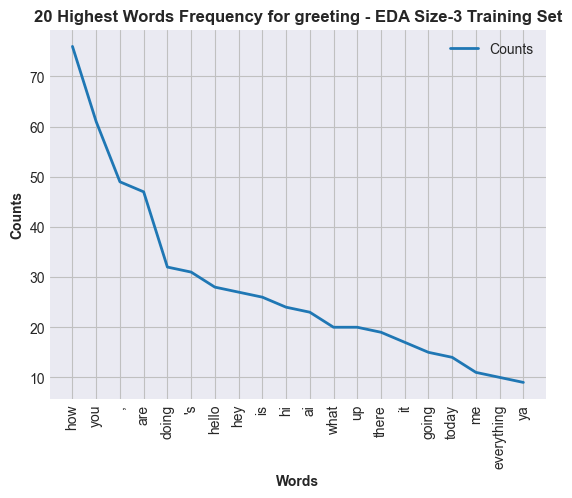 20 Highest Words Frequency for greeting - EDA Size-3 Training Set
Counts
Counts
70
60
50
40
30
20
10
how
you
,
are
doing
's
hello
hey
is
hi
ai
what
up
there
it
going
today
me
everything
ya
Words